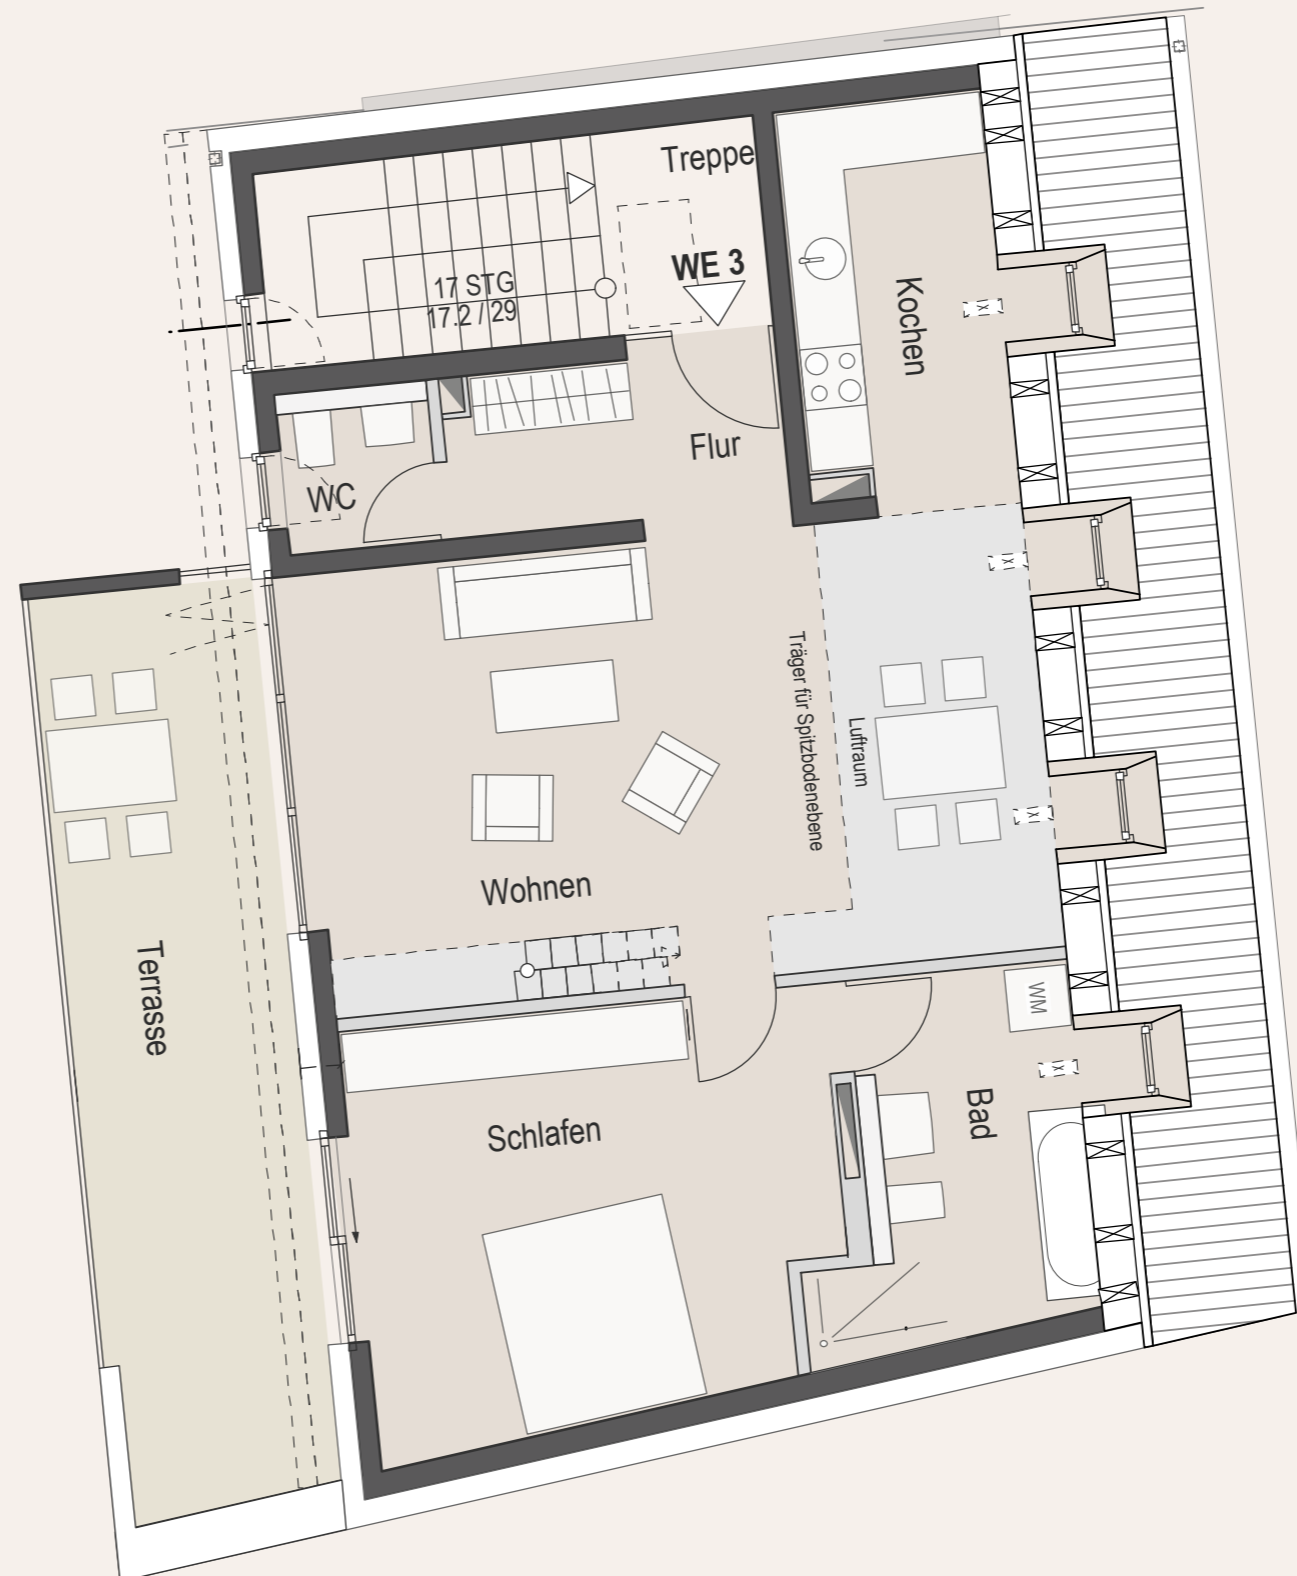 Treppe
WE 3
17 STG
17.2 / 29
Kochen
Flur
WC
Träger für Spitzbodenebene
Luftraum
Wohnen
Terrasse
WM
Bad
Schlafen